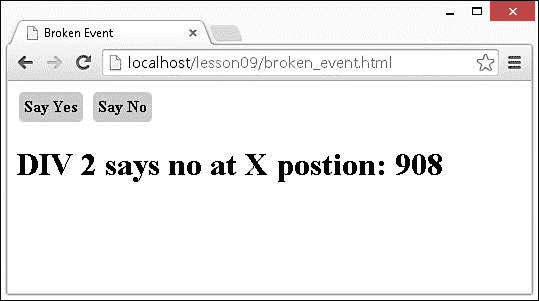 Broken Event
localhost/lesson09/broken_event.html
Say Yes Say No
DIV 2 says no at X postion: 908